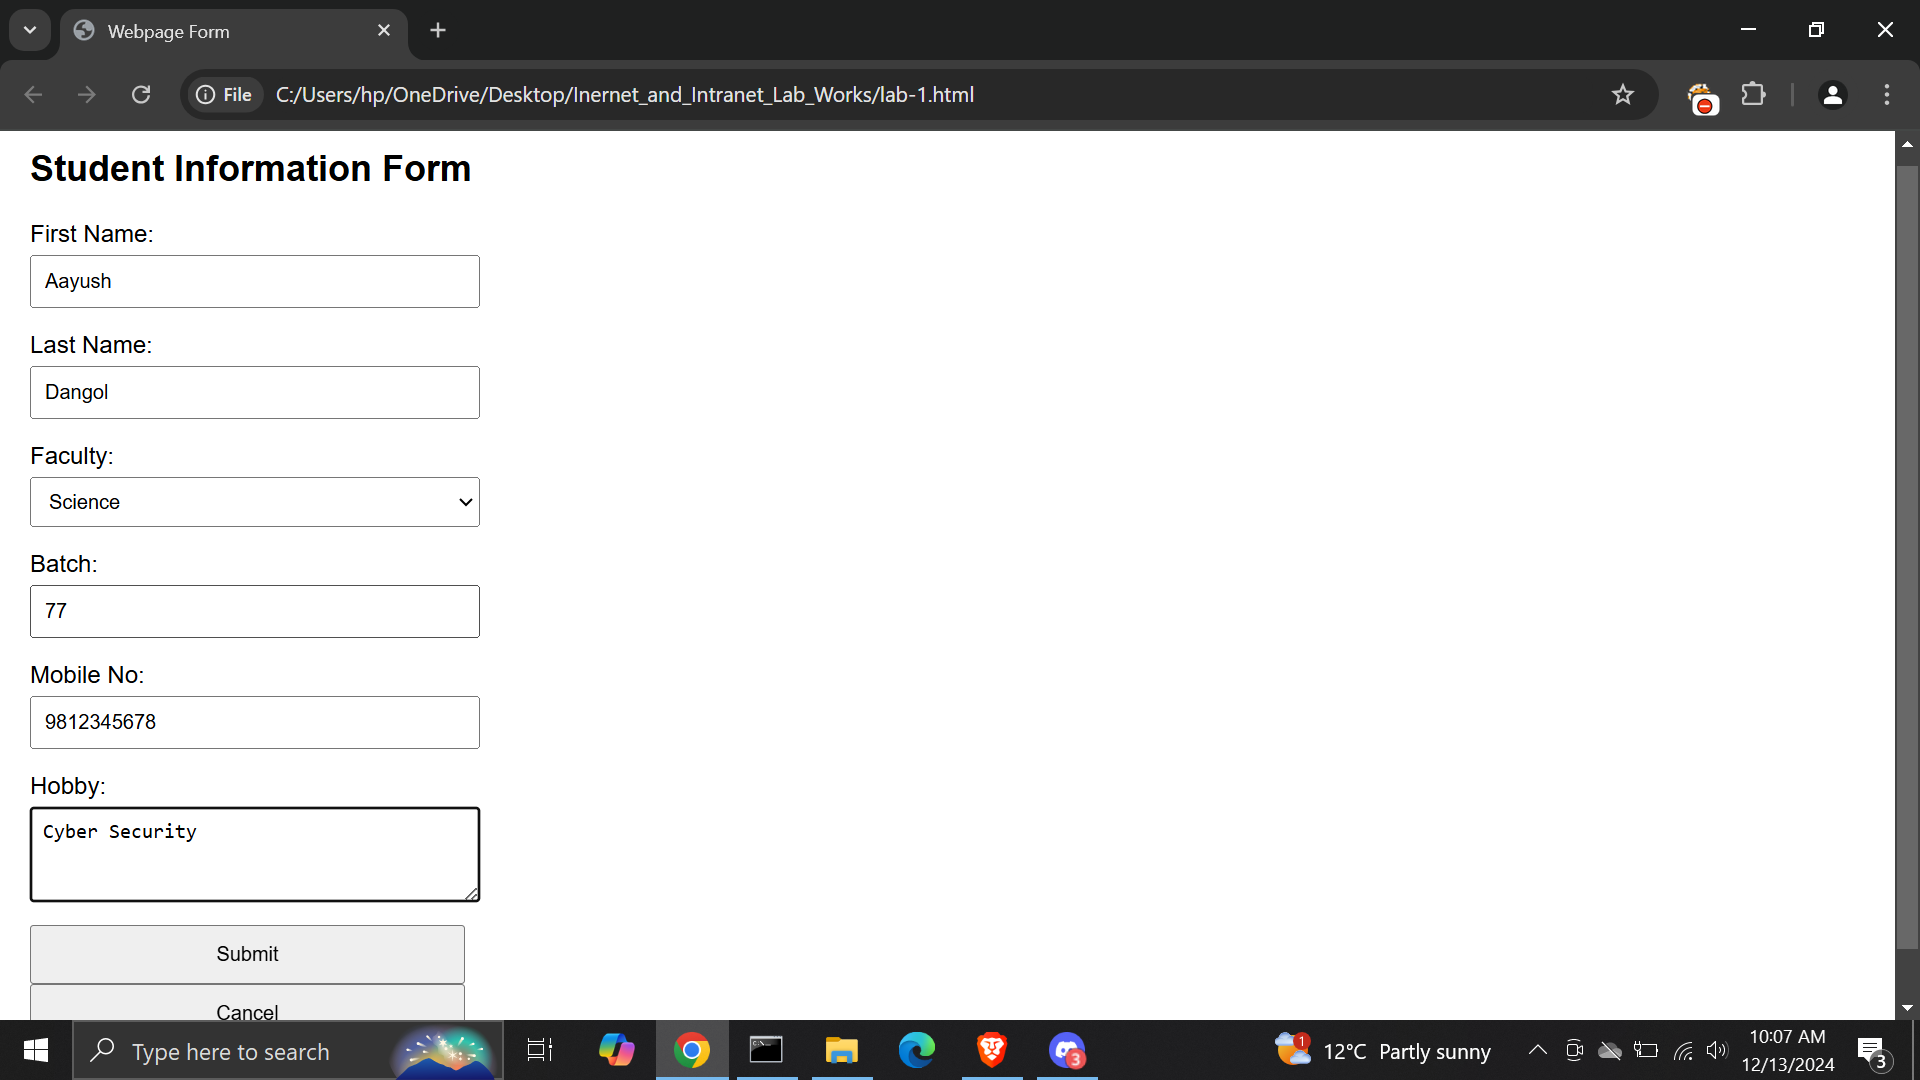 Webpage Form
File C:/Users/hp/OneDrive/Desktop/Inernet_and_Intranet_Lab_Works/lab-1.html
Student Information Form
First Name:
Aayush
Last Name:
Dangol
Faculty:
Science
Batch:
77
Mobile No:
9812345678
Hobby:
Cyber Security
Submit
Cancel
Type here to search
3
1
12°C Partly sunny
10:07 AM
12/13/2024
3